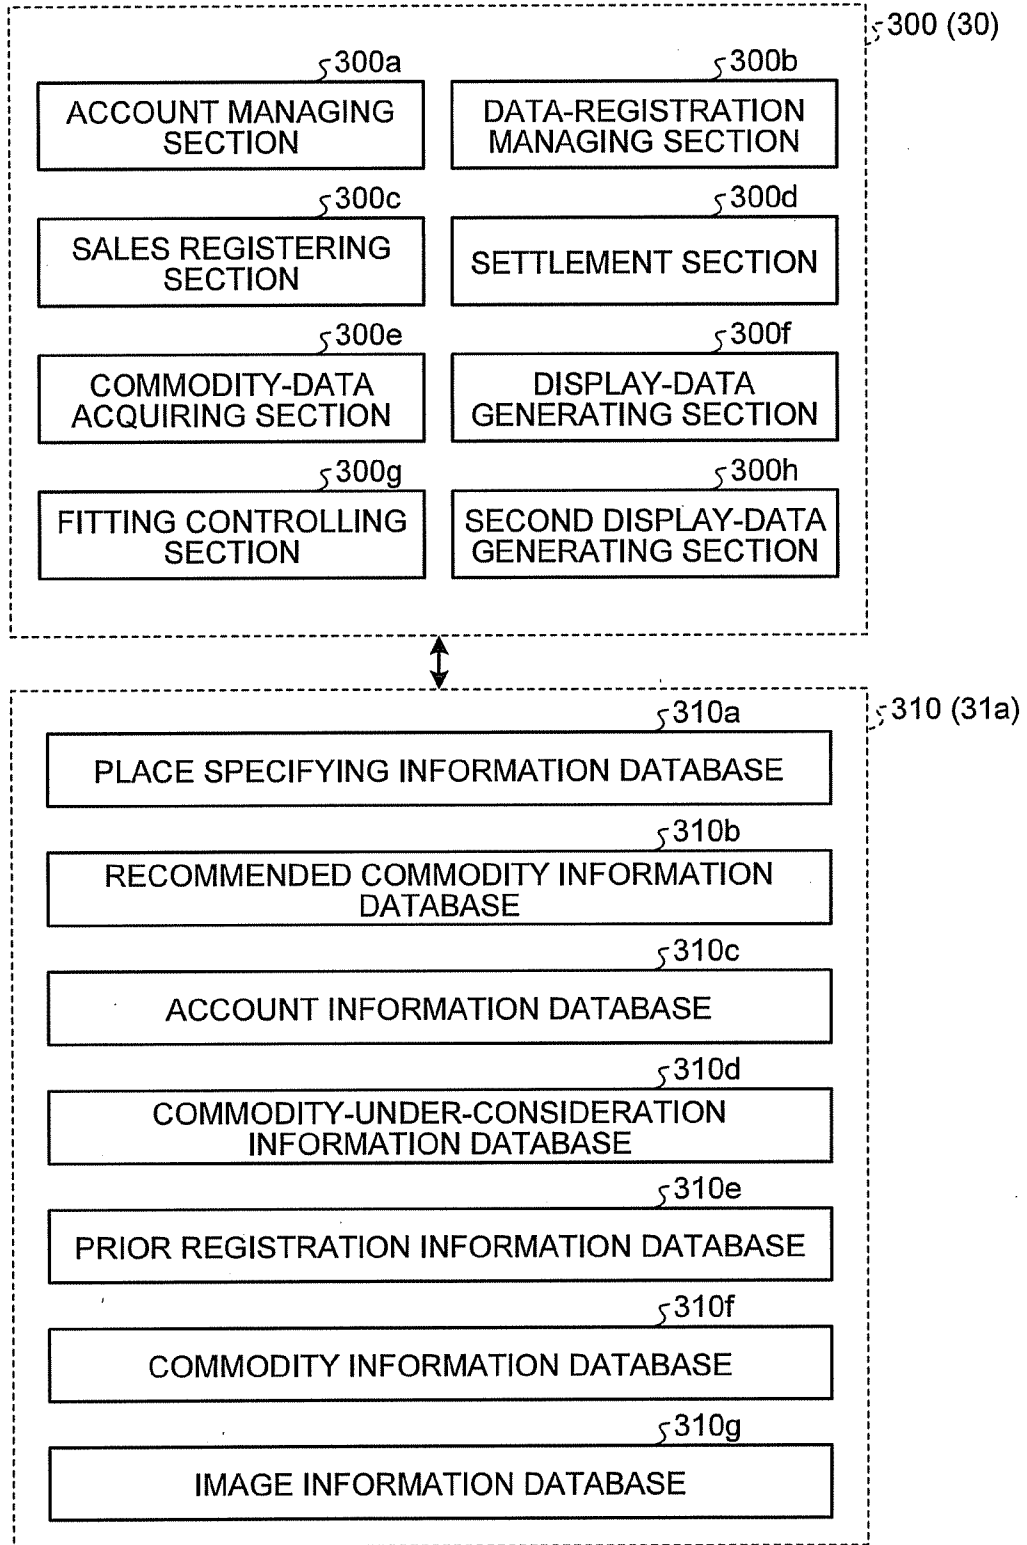 300 (30)
300a
ACCOUNT MANAGING
SECTION
300b
DATA-REGISTRATION
MANAGING SECTION
300c
SALES REGISTERING
SECTION
300d
SETTLEMENT SECTION
300e
COMMODITY-DATA
ACQUIRING SECTION
300f
DISPLAY-DATA
GENERATING SECTION
300g
FITTING CONTROLLING
SECTION
300h
SECOND DISPLAY-DATA
GENERATING SECTION
310 (31a)
310a
PLACE SPECIFYING INFORMATION DATABASE
310b
RECOMMENDED COMMODITY INFORMATION
DATABASE
310c
ACCOUNT INFORMATION DATABASE
310d
COMMODITY-UNDER-CONSIDERATION
INFORMATION DATABASE
310e
PRIOR REGISTRATION INFORMATION DATABASE
310f
COMMODITY INFORMATION DATABASE
310g
IMAGE INFORMATION DATABASE